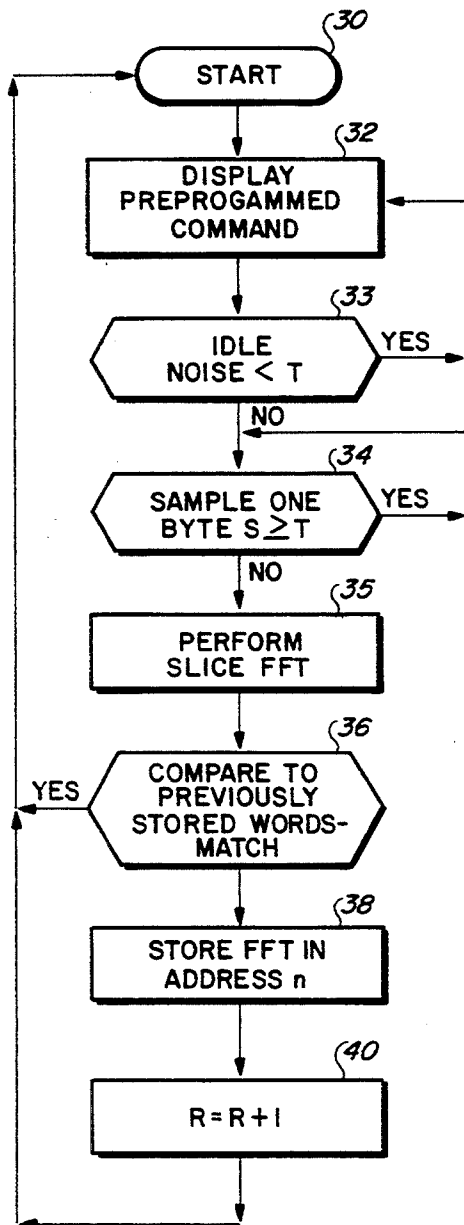 30
START
32
DISPLAY
PREPROGAMMED
COMMAND
33
IDLE
NOISE < T
YES
NO
34
SAMPLE ONE
BYTE S ≥ T
YES
NO
35
PERFORM
SLICE FFT
36
COMPARE TO
PREVIOUSLY
STORED WORDS-
MATCH
YES
38
STORE FFT IN
ADDRESS n
40
R = R + 1